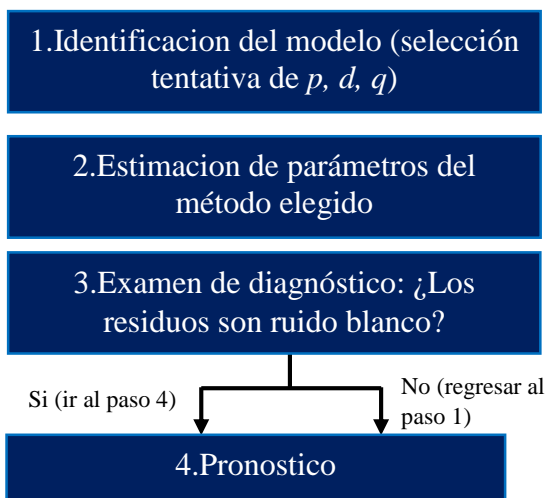 1.Identificacion del modelo (selección
tentativa de p, d, q)
2.Estimacion de parámetros del
método elegido
3.Examen de diagnóstico: ¿Los
residuos son ruido blanco?
Si (ir al paso 4)
No (regresar al
paso 1)
4.Pronostico